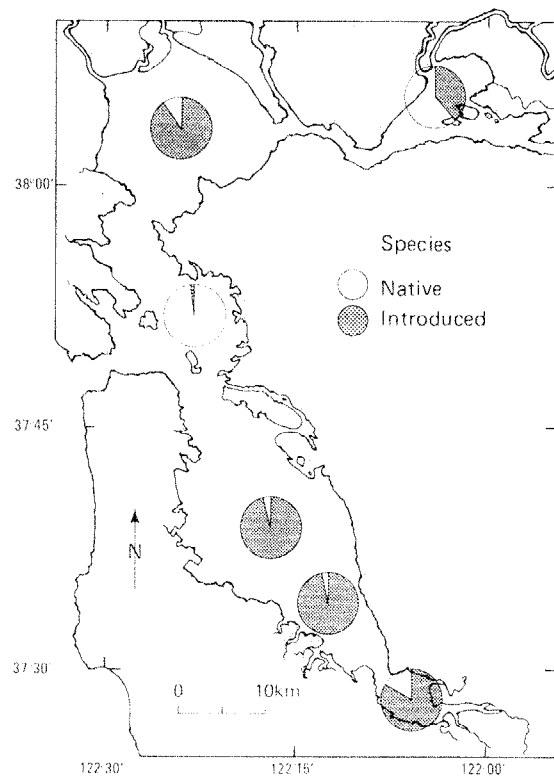 38°00'
Species
Native
Introduced
37°45'
N
37°30'
0 10km
122°30' 122°15' 122°00'